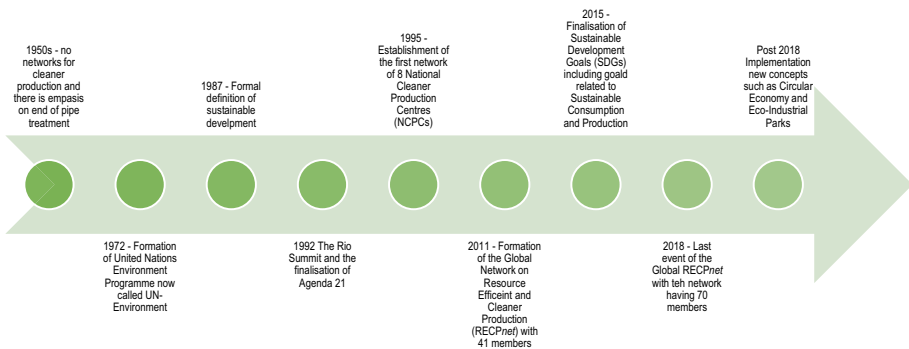 1950s - no
networks for
cleaner
production and
there is empasis
on end of pipe
treatment
1972 - Formation
of United Nations
Environment
Programme now
called UN-
Environment
1987 - Formal
definition of
sustainable
develpment
1992 The Rio
Summit and the
finalisation of
Agenda 21
1995 -
Establishment of
the first network
of 8 National
Cleaner
Production
Centres
(NCPCs)
2011 - Formation
of the Global
Network on
Resource
Efficeint and
Cleaner
Production
(RECPnet) with
41 members
2015 -
Finalisation of
Sustainable
Development
Goals (SDGs)
including goald
related to
Sustainable
Consumption
and Production
2018 - Last
event of the
Global RECPnet
with teh network
having 70
members
Post 2018
Implementation
new concepts
such as Circular
Economy and
Eco-Industrial
Parks